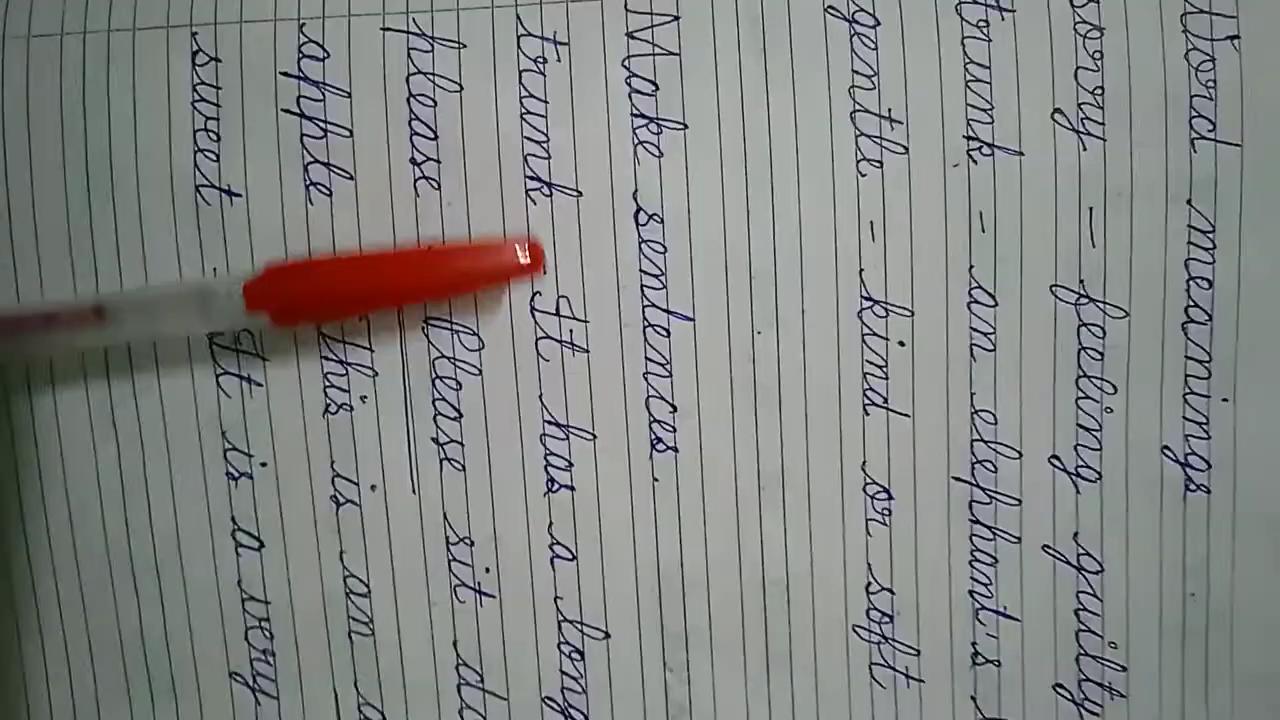 Word meanings
sorry - feeling guilty
trunk - an elephant's
gentle - kind or soft
Make sentences.
trunk It has a long
please Please sit
apple This is an
sweet - It is a very